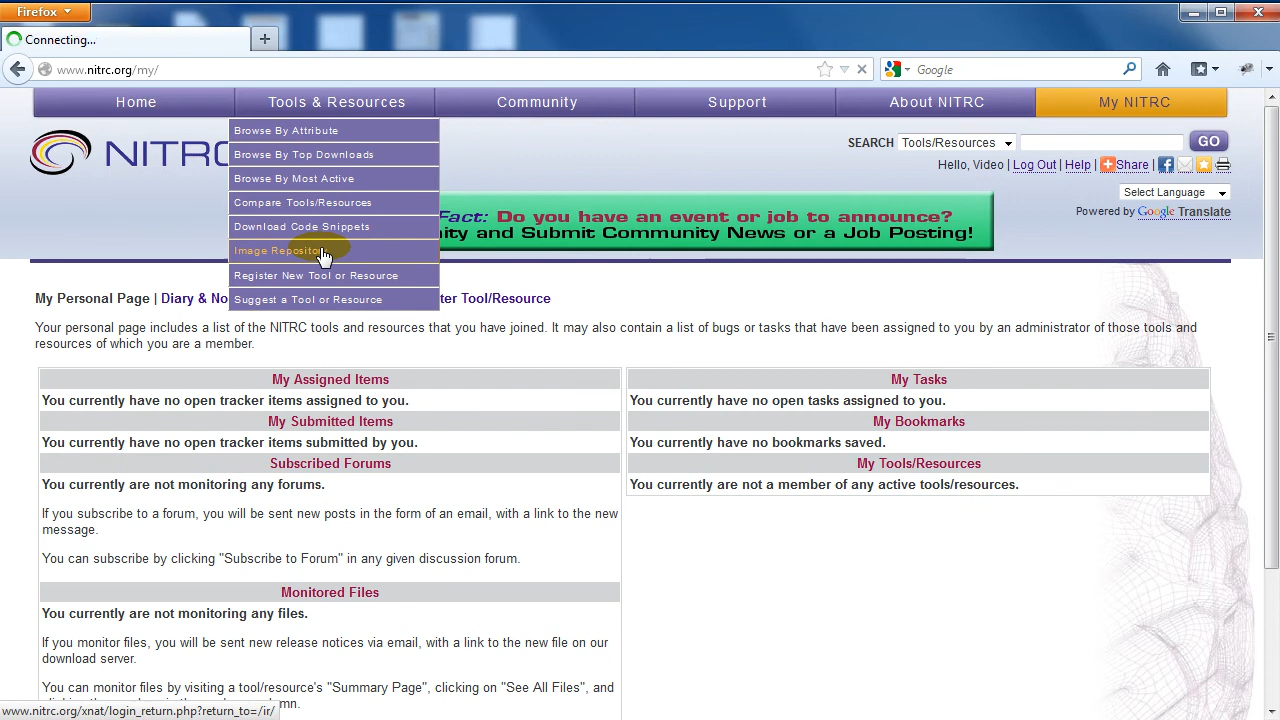 Firefox
Connecting...
www.nitrc.org/my/
Google
Home Tools & Resources Community Support About NITRC My NITRC
Browse By Attribute
Browse By Top Downloads
Browse By Most Active
Compare Tools/Resources
Download Code Snippets
Image Repository
Register New Tool or Resource
Suggest a Tool or Resource
NITRC
SEARCH Tools/Resources GO
Hello, Video | Log Out | Help | Share |
Select Language
Powered by Google Translate
Fact: Do you have an event or job to announce?
nity and Submit Community News or a Job Posting!
My Personal Page | Diary & No ter Tool/Resource
Your personal page includes a list of the NITRC tools and resources that you have joined. It may also contain a list of bugs or tasks that have been assigned to you by an administrator of those tools and
resources of which you are a member.
My Assigned Items
You currently have no open tracker items assigned to you.
My Submitted Items
You currently have no open tracker items submitted by you.
Subscribed Forums
You currently are not monitoring any forums.
If you subscribe to a forum, you will be sent new posts in the form of an email, with a link to the new
message.
You can subscribe by clicking "Subscribe to Forum" in any given discussion forum.
Monitored Files
You currently are not monitoring any files.
If you monitor files, you will be sent new release notices via email, with a link to the new file on our
download server.
You can monitor files by visiting a tool/resource's "Summary Page", clicking on "See All Files", and
My Tasks
You currently have no open tasks assigned to you.
My Bookmarks
You currently have no bookmarks saved.
My Tools/Resources
You currently are not a member of any active tools/resources.
www.nitrc.org/xnat/login_return.php?return_to=/ir/